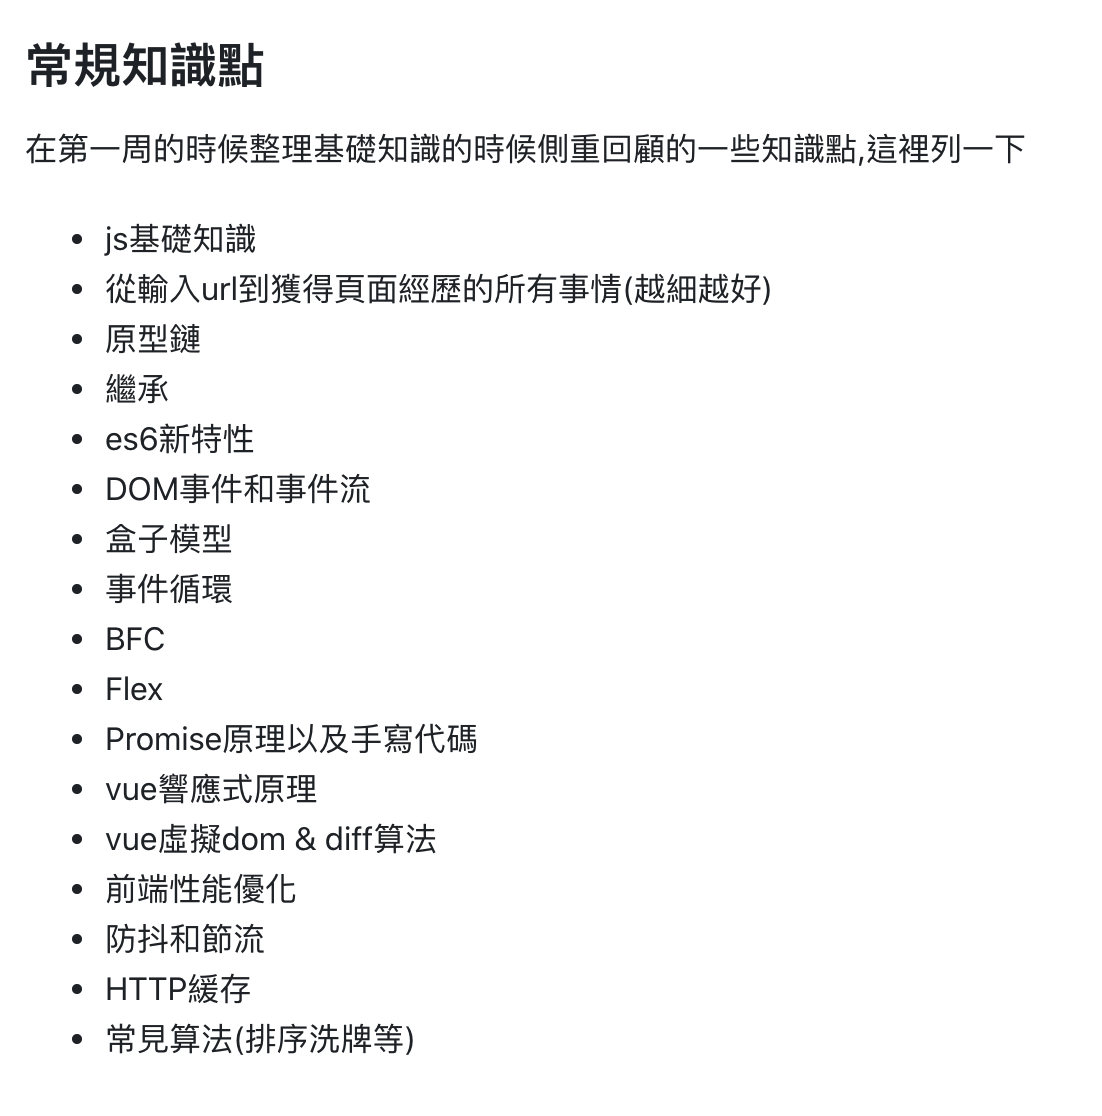 常規知識點
在第一周的時候整理基礎知識的時候側重回顧的一些知識點,這裡列一下
• js基礎知識
• 從輸入url到獲得頁面經歷的所有事情(越細越好)
• 原型鏈
• 繼承
• es6新特性
• DOM事件和事件流
• 盒子模型
• 事件循環
• BFC
• Flex
• Promise原理以及手寫代碼
• vue響應式原理
• vue虛擬dom & diff算法
• 前端性能優化
• 防抖和節流
• HTTP緩存
• 常見算法(排序洗牌等)